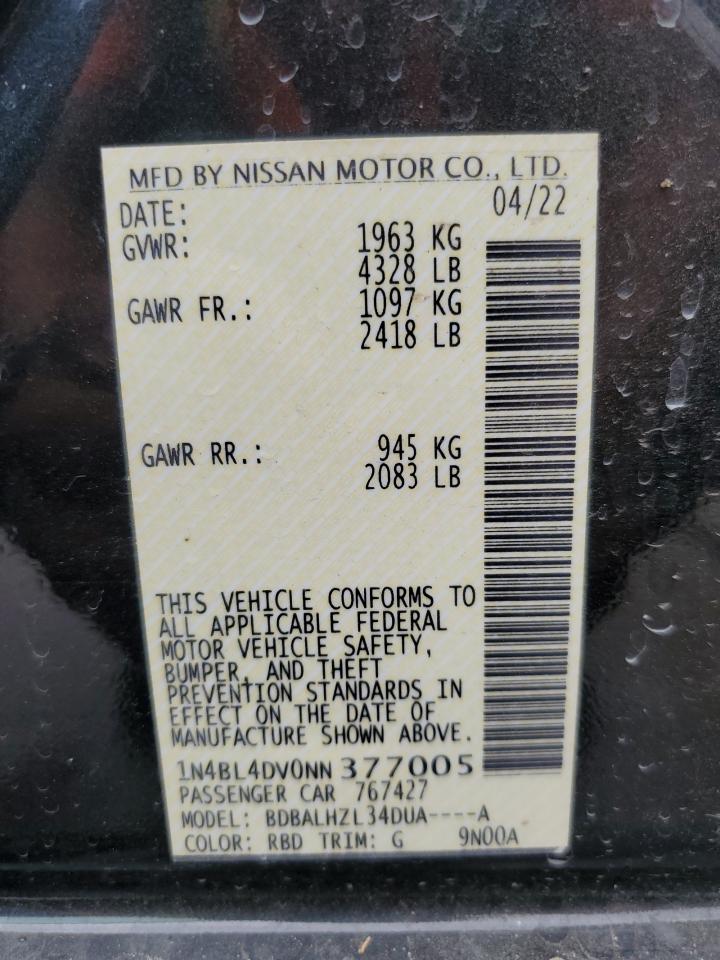 MFD BY NISSAN MOTOR CO., LTD.
DATE: 04/22
GVWR: 1963 KG
4328 LB
GAWR FR.: 1097 KG
2418 LB
GAWR RR.: 945 KG
2083 LB
THIS VEHICLE CONFORMS TO
ALL APPLICABLE FEDERAL
MOTOR VEHICLE SAFETY,
BUMPER, AND THEFT
PREVENTION STANDARDS IN
EFFECT ON THE DATE OF
MANUFACTURE SHOWN ABOVE.
1N4BL4DV0NN 377005
PASSENGER CAR 767427
MODEL: BDBALHZL34DUA----A
COLOR: RBD TRIM: G 9N00A